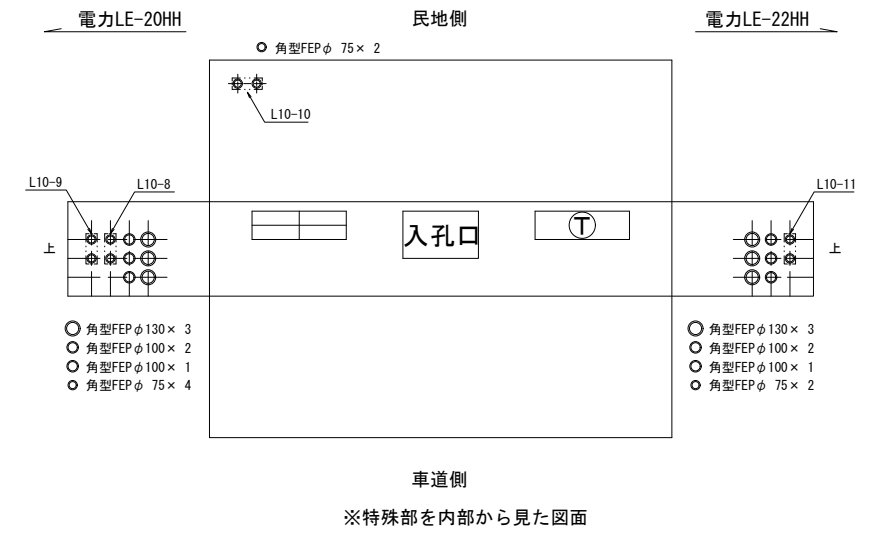 電力LE-20HH
民地側
電力LE-22HH
角型FEPφ 75× 2
L10-10
L10-9
L10-8
L10-11
上
入孔口
T
上
角型FEPφ130× 3
角型FEPφ100× 2
角型FEPφ100× 1
角型FEPφ 75× 4
角型FEPφ130× 3
角型FEPφ100× 2
角型FEPφ100× 1
角型FEPφ 75× 2
車道側
※特殊部を内部から見た図面